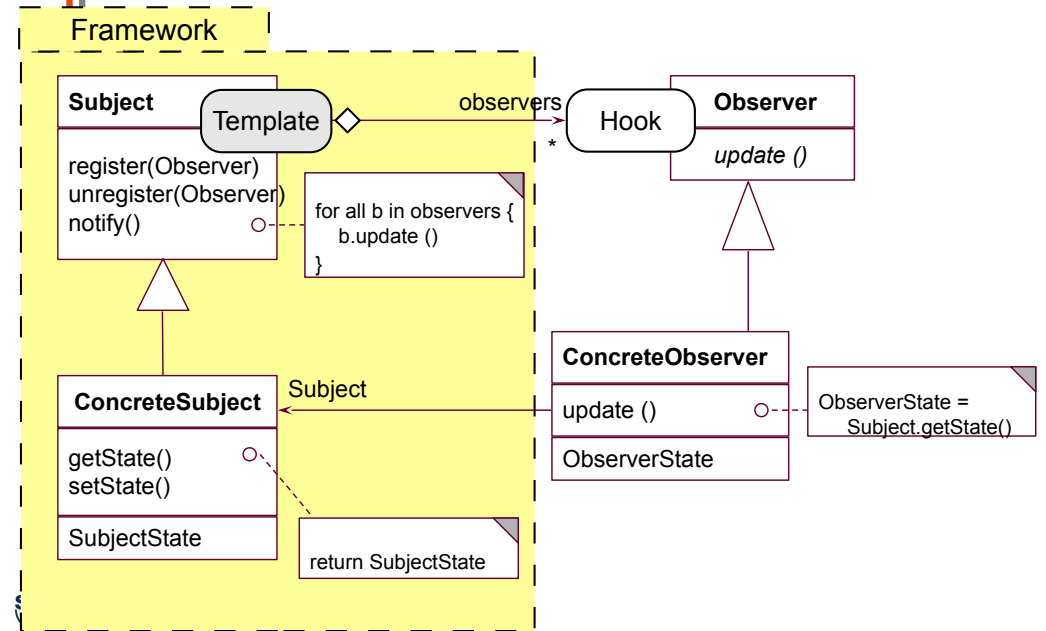 Framework
Subject
Template
observers
*
Hook
Observer
update ()
register(Observer)
unregister(Observer)
notify()
for all b in observers {
b.update ()
}
ConcreteSubject
Subject
getState()
setState()
SubjectState
return SubjectState
ConcreteObserver
update ()
ObserverState
ObserverState =
Subject.getState()